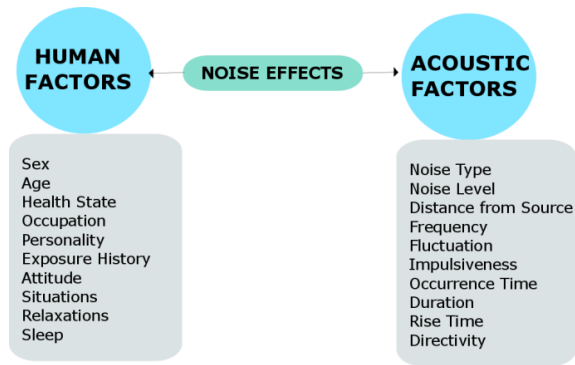 HUMAN
FACTORS
NOISE EFFECTS
ACOUSTIC
FACTORS
Sex
Age
Health State
Occupation
Personality
Exposure History
Attitude
Situations
Relaxations
Sleep
Noise Type
Noise Level
Distance from Source
Frequency
Fluctuation
Impulsiveness
Occurrence Time
Duration
Rise Time
Directivity